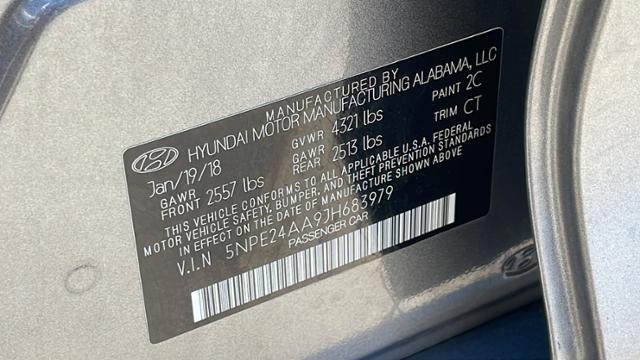 MANUFACTURED BY
HYUNDAI MOTOR MANUFACTURING ALABAMA, LLC
Jan/19/18 GVWR 4321 lbs PAINT 2C
GAWR FRONT 2557 lbs GAWR REAR 2513 lbs TRIM CT
THIS VEHICLE CONFORMS TO ALL APPLICABLE U.S.A. FEDERAL
MOTOR VEHICLE SAFETY, BUMPER, AND THEFT PREVENTION STANDARDS
IN EFFECT ON THE DATE OF MANUFACTURE SHOWN ABOVE
V.I.N 5NPE24AA9JH683979
PASSENGER CAR